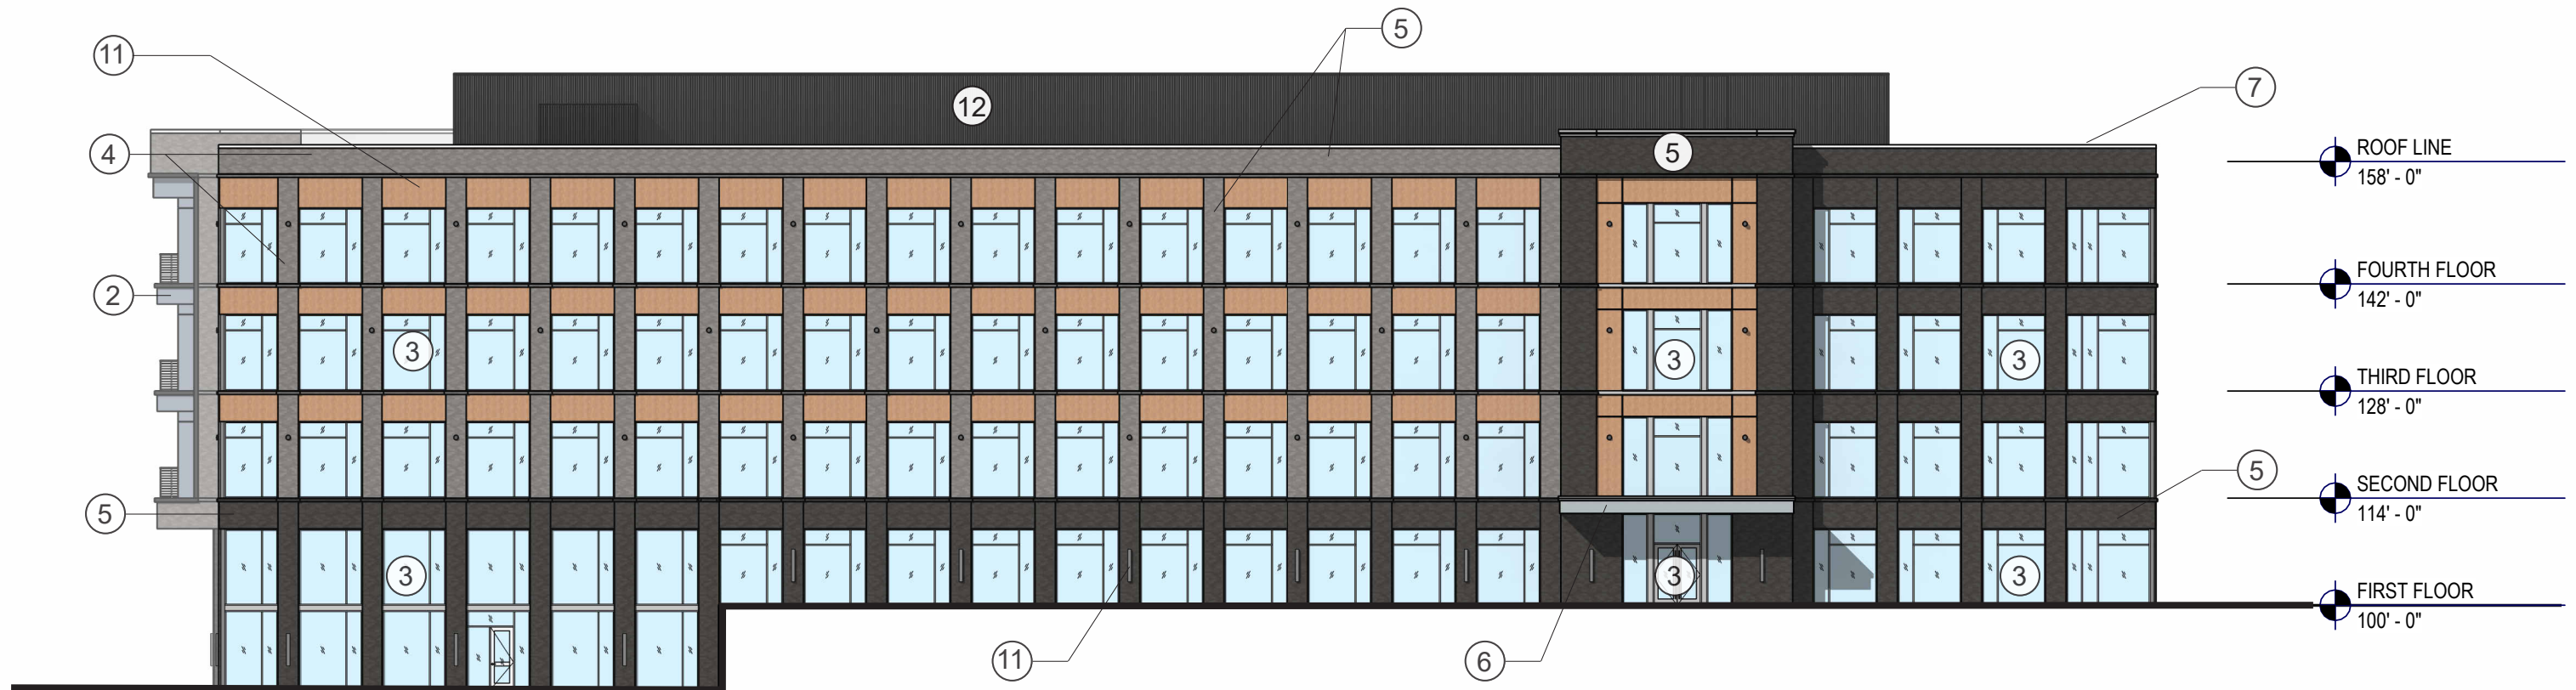 5
11
7
12
ROOF LINE
158' - 0"
4
5
FOURTH FLOOR
142' - 0"
2
3
3
3
THIRD FLOOR
128' - 0"
5
SECOND FLOOR
114' - 0"
5
3
3
3
FIRST FLOOR
100' - 0"
11
6